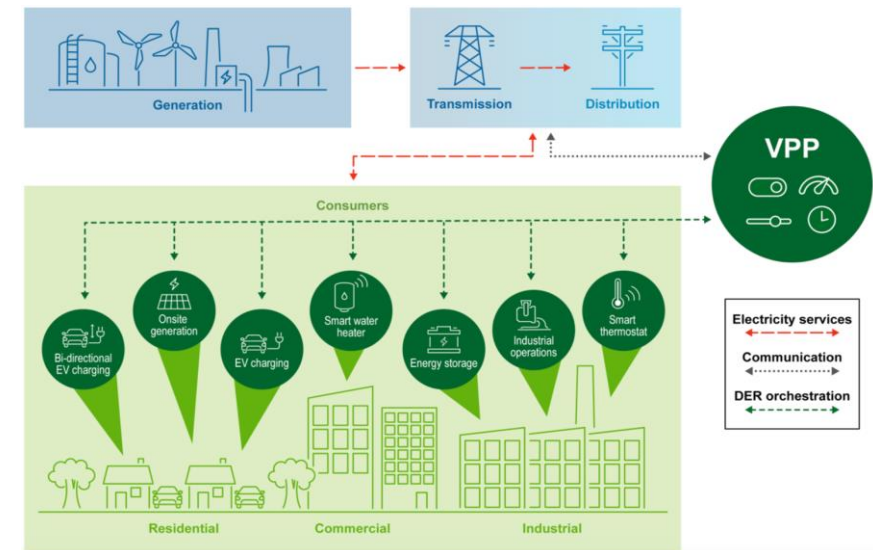 Generation
Transmission
Distribution
VPP
Consumers
Bi-directional
EV charging
Onsite
generation
EV charging
Smart water
heater
Energy storage
Industrial
operations
Smart
thermostat
Residential
Commercial
Industrial
Electricity services
Communication
DER orchestration